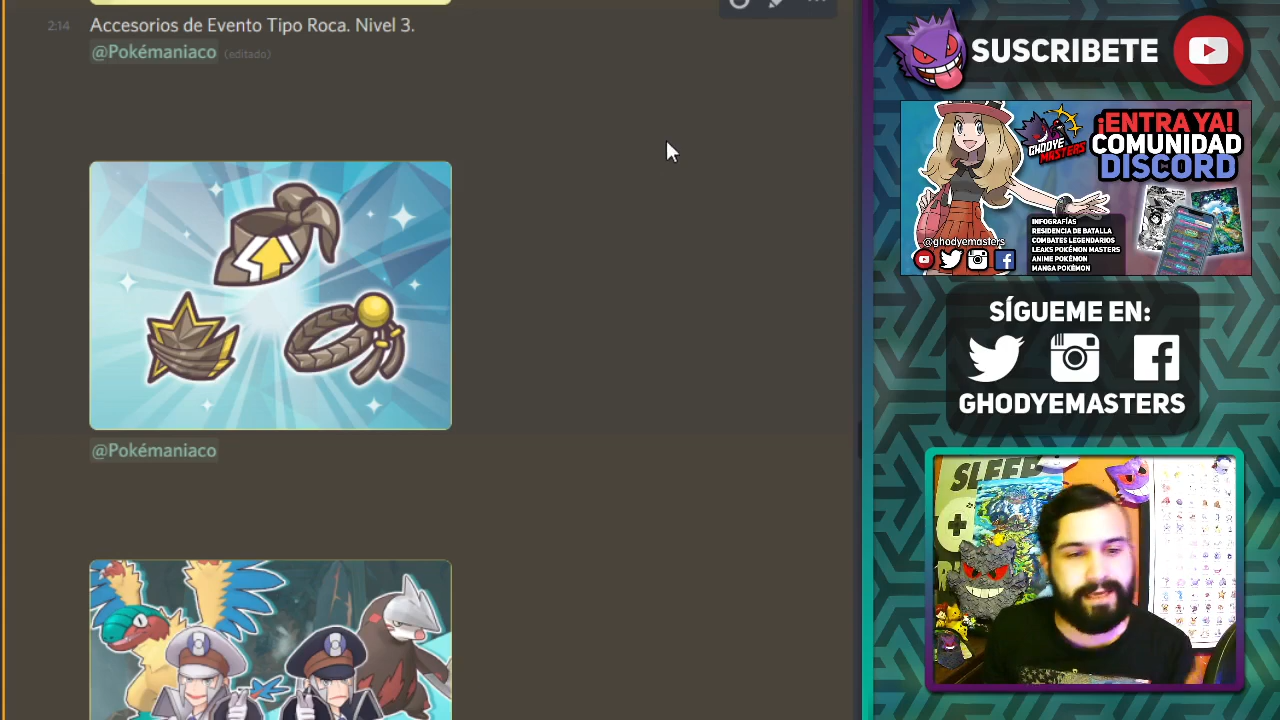 2:14 Accesorios de Evento Tipo Roca. Nivel 3.
@Pokémaniaco (editado)
@Pokémaniaco
SUSCRIBETE
¡ENTRA YA!
COMUNIDAD
DISCORD
GHODYE
MASTERS
INFOGRAFÍAS
RESIDENCIA DE BATALLA
COMBATES LEGENDARIOS
LEAKS POKÉMON MASTERS
ANIME POKÉMON
MANGA POKÉMON
@ghodyemasters
SÍGUEME EN:
GHODYEMASTERS
SLEEP